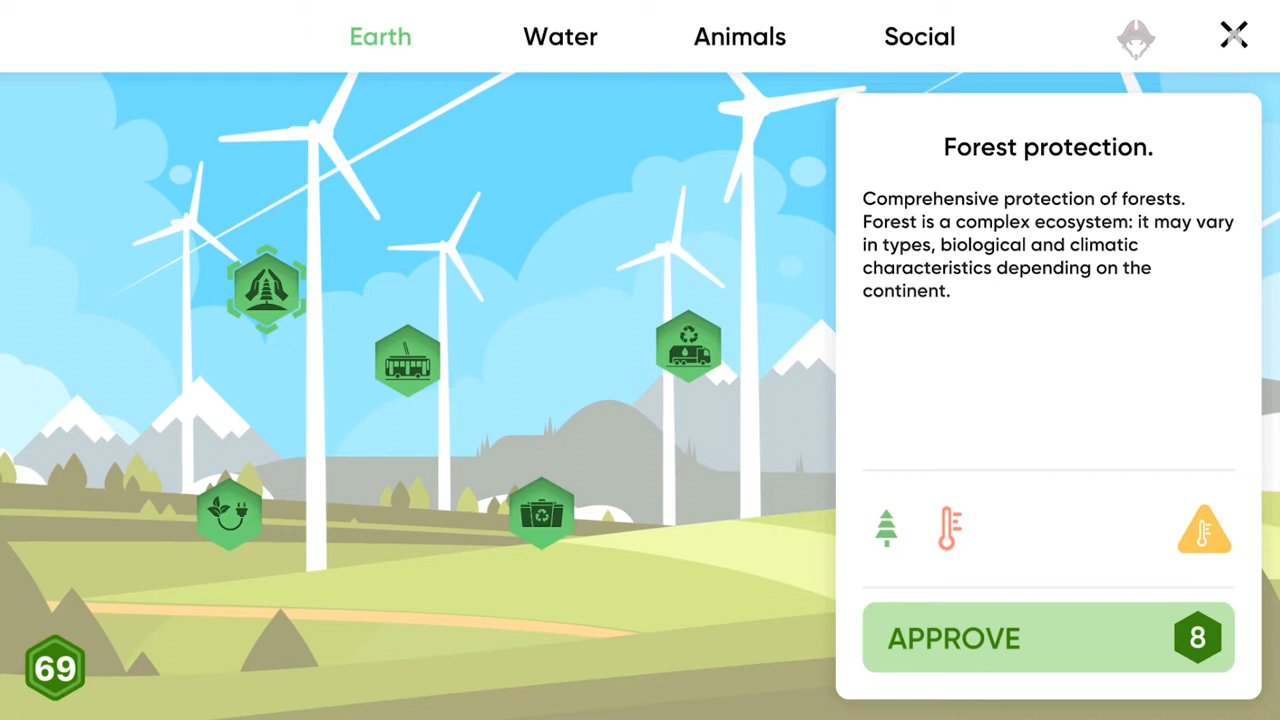 Earth Water Animals Social
Forest protection.
Comprehensive protection of forests.
Forest is a complex ecosystem: it may vary
in types, biological and climatic
characteristics depending on the
continent.
APPROVE 8
69